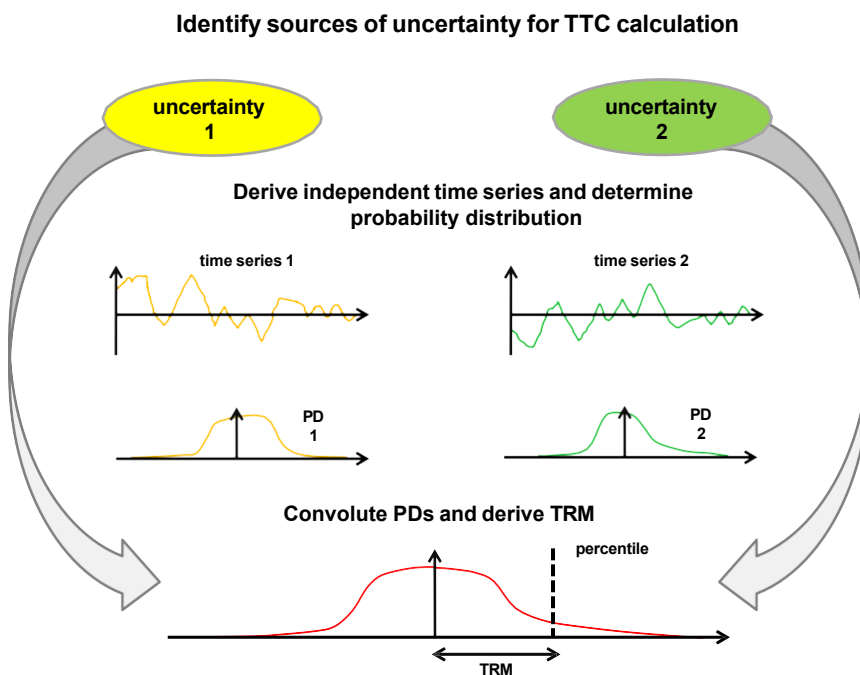 Identify sources of uncertainty for TTC calculation
uncertainty
1
uncertainty
2
Derive independent time series and determine
probability distribution
time series 1
time series 2
PD
1
PD
2
Convolute PDs and derive TRM
percentile
TRM